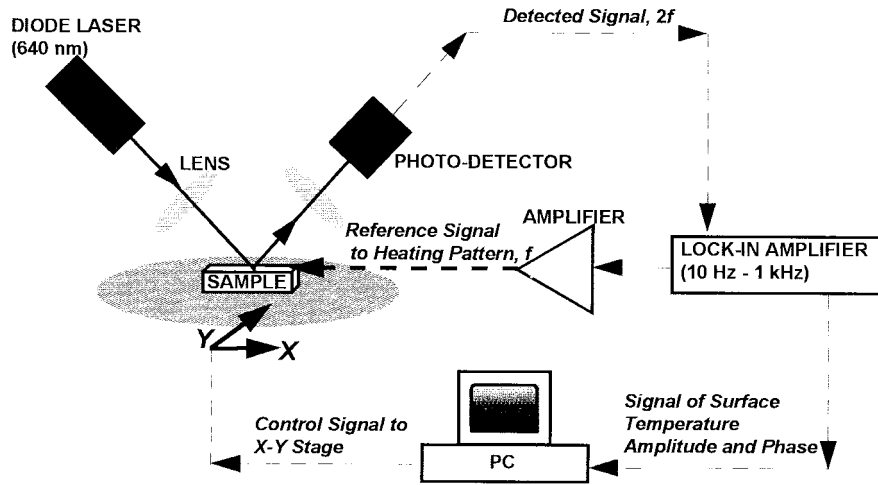 DIODE LASER
(640 nm)
Detected Signal, 2f
LENS
PHOTO-DETECTOR
AMPLIFIER
Reference Signal
to Heating Pattern, f
LOCK-IN AMPLIFIER
(10 Hz - 1 kHz)
SAMPLE
Y
X
Control Signal to
X-Y Stage
PC
Signal of Surface
Temperature
Amplitude and Phase